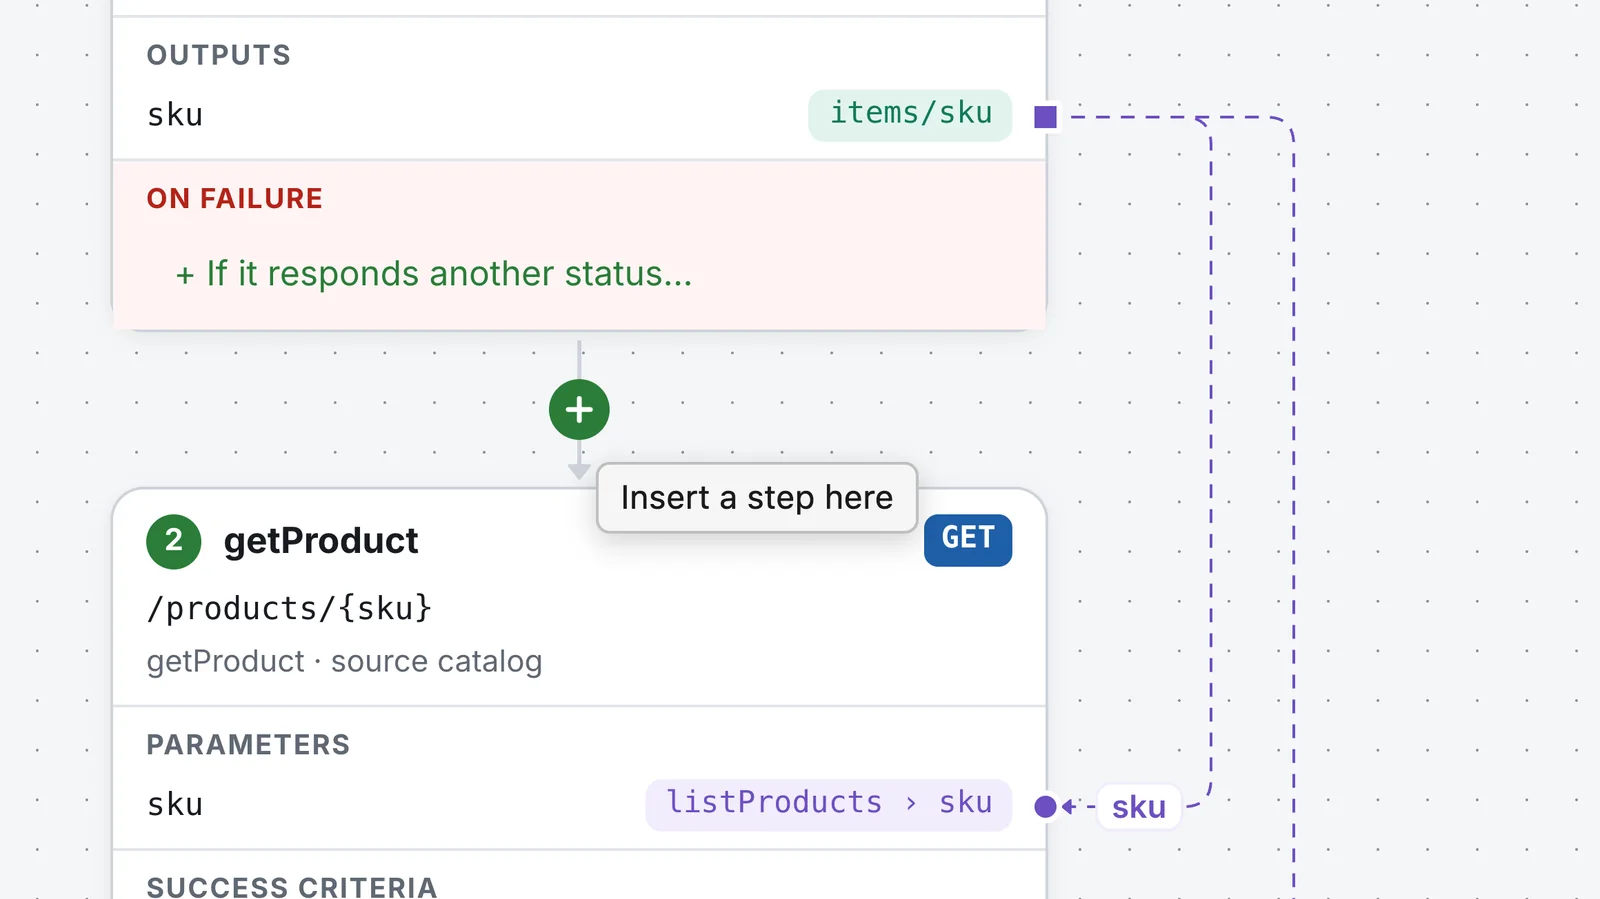 OUTPUTS
sku
items/sku
ON FAILURE
+ If it responds another status...
Insert a step here
2
getProduct
GET
/products/{sku}
getProduct · source catalog
PARAMETERS
sku
listProducts › sku
sku
SUCCESS CRITERIA